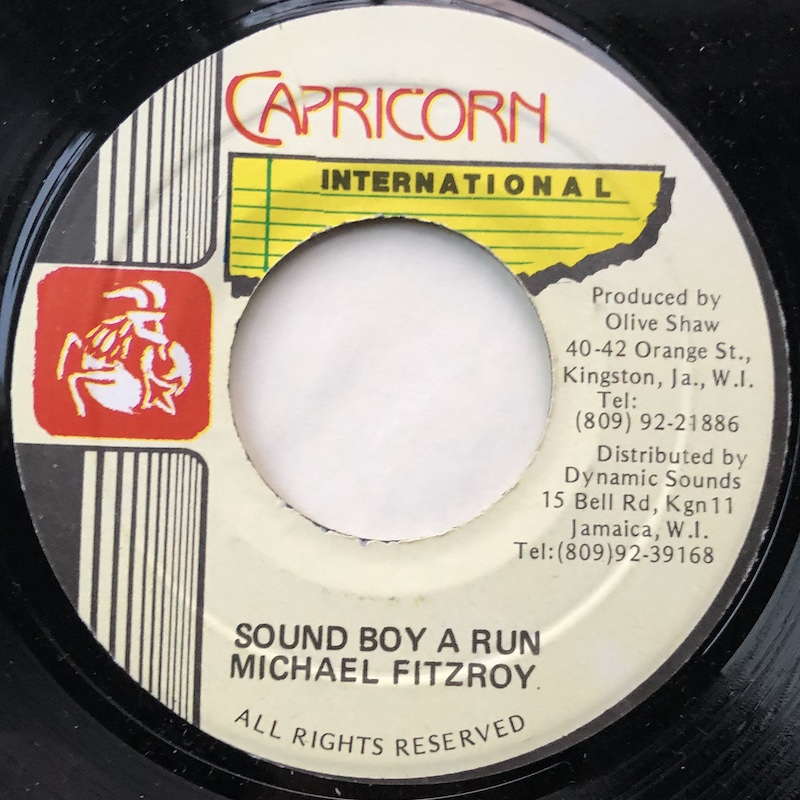 CAPRICORN
INTERNATIONAL
Produced by
Olive Shaw
40-42 Orange St.,
Kingston, Ja., W.I.
Tel:
(809) 92-21886
Distributed by
Dynamic Sounds
15 Bell Rd, Kgn11
Jamaica, W.I.
Tel:(809)92-39168
SOUND BOY A RUN
MICHAEL FITZROY.
ALL RIGHTS RESERVED